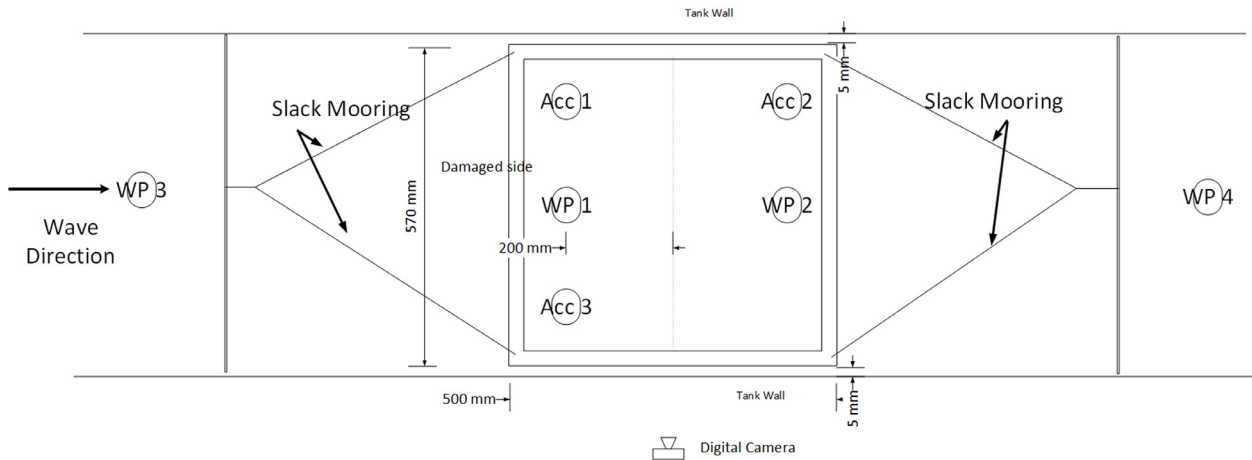 Tank Wall
5 mm
Slack Mooring
Acc 1
Acc 2
Slack Mooring
Damaged side
WP 3
570 mm
WP 1
WP 2
WP 4
Wave
Direction
200 mm
Acc 3
500 mm
Tank Wall
5 mm
Digital Camera